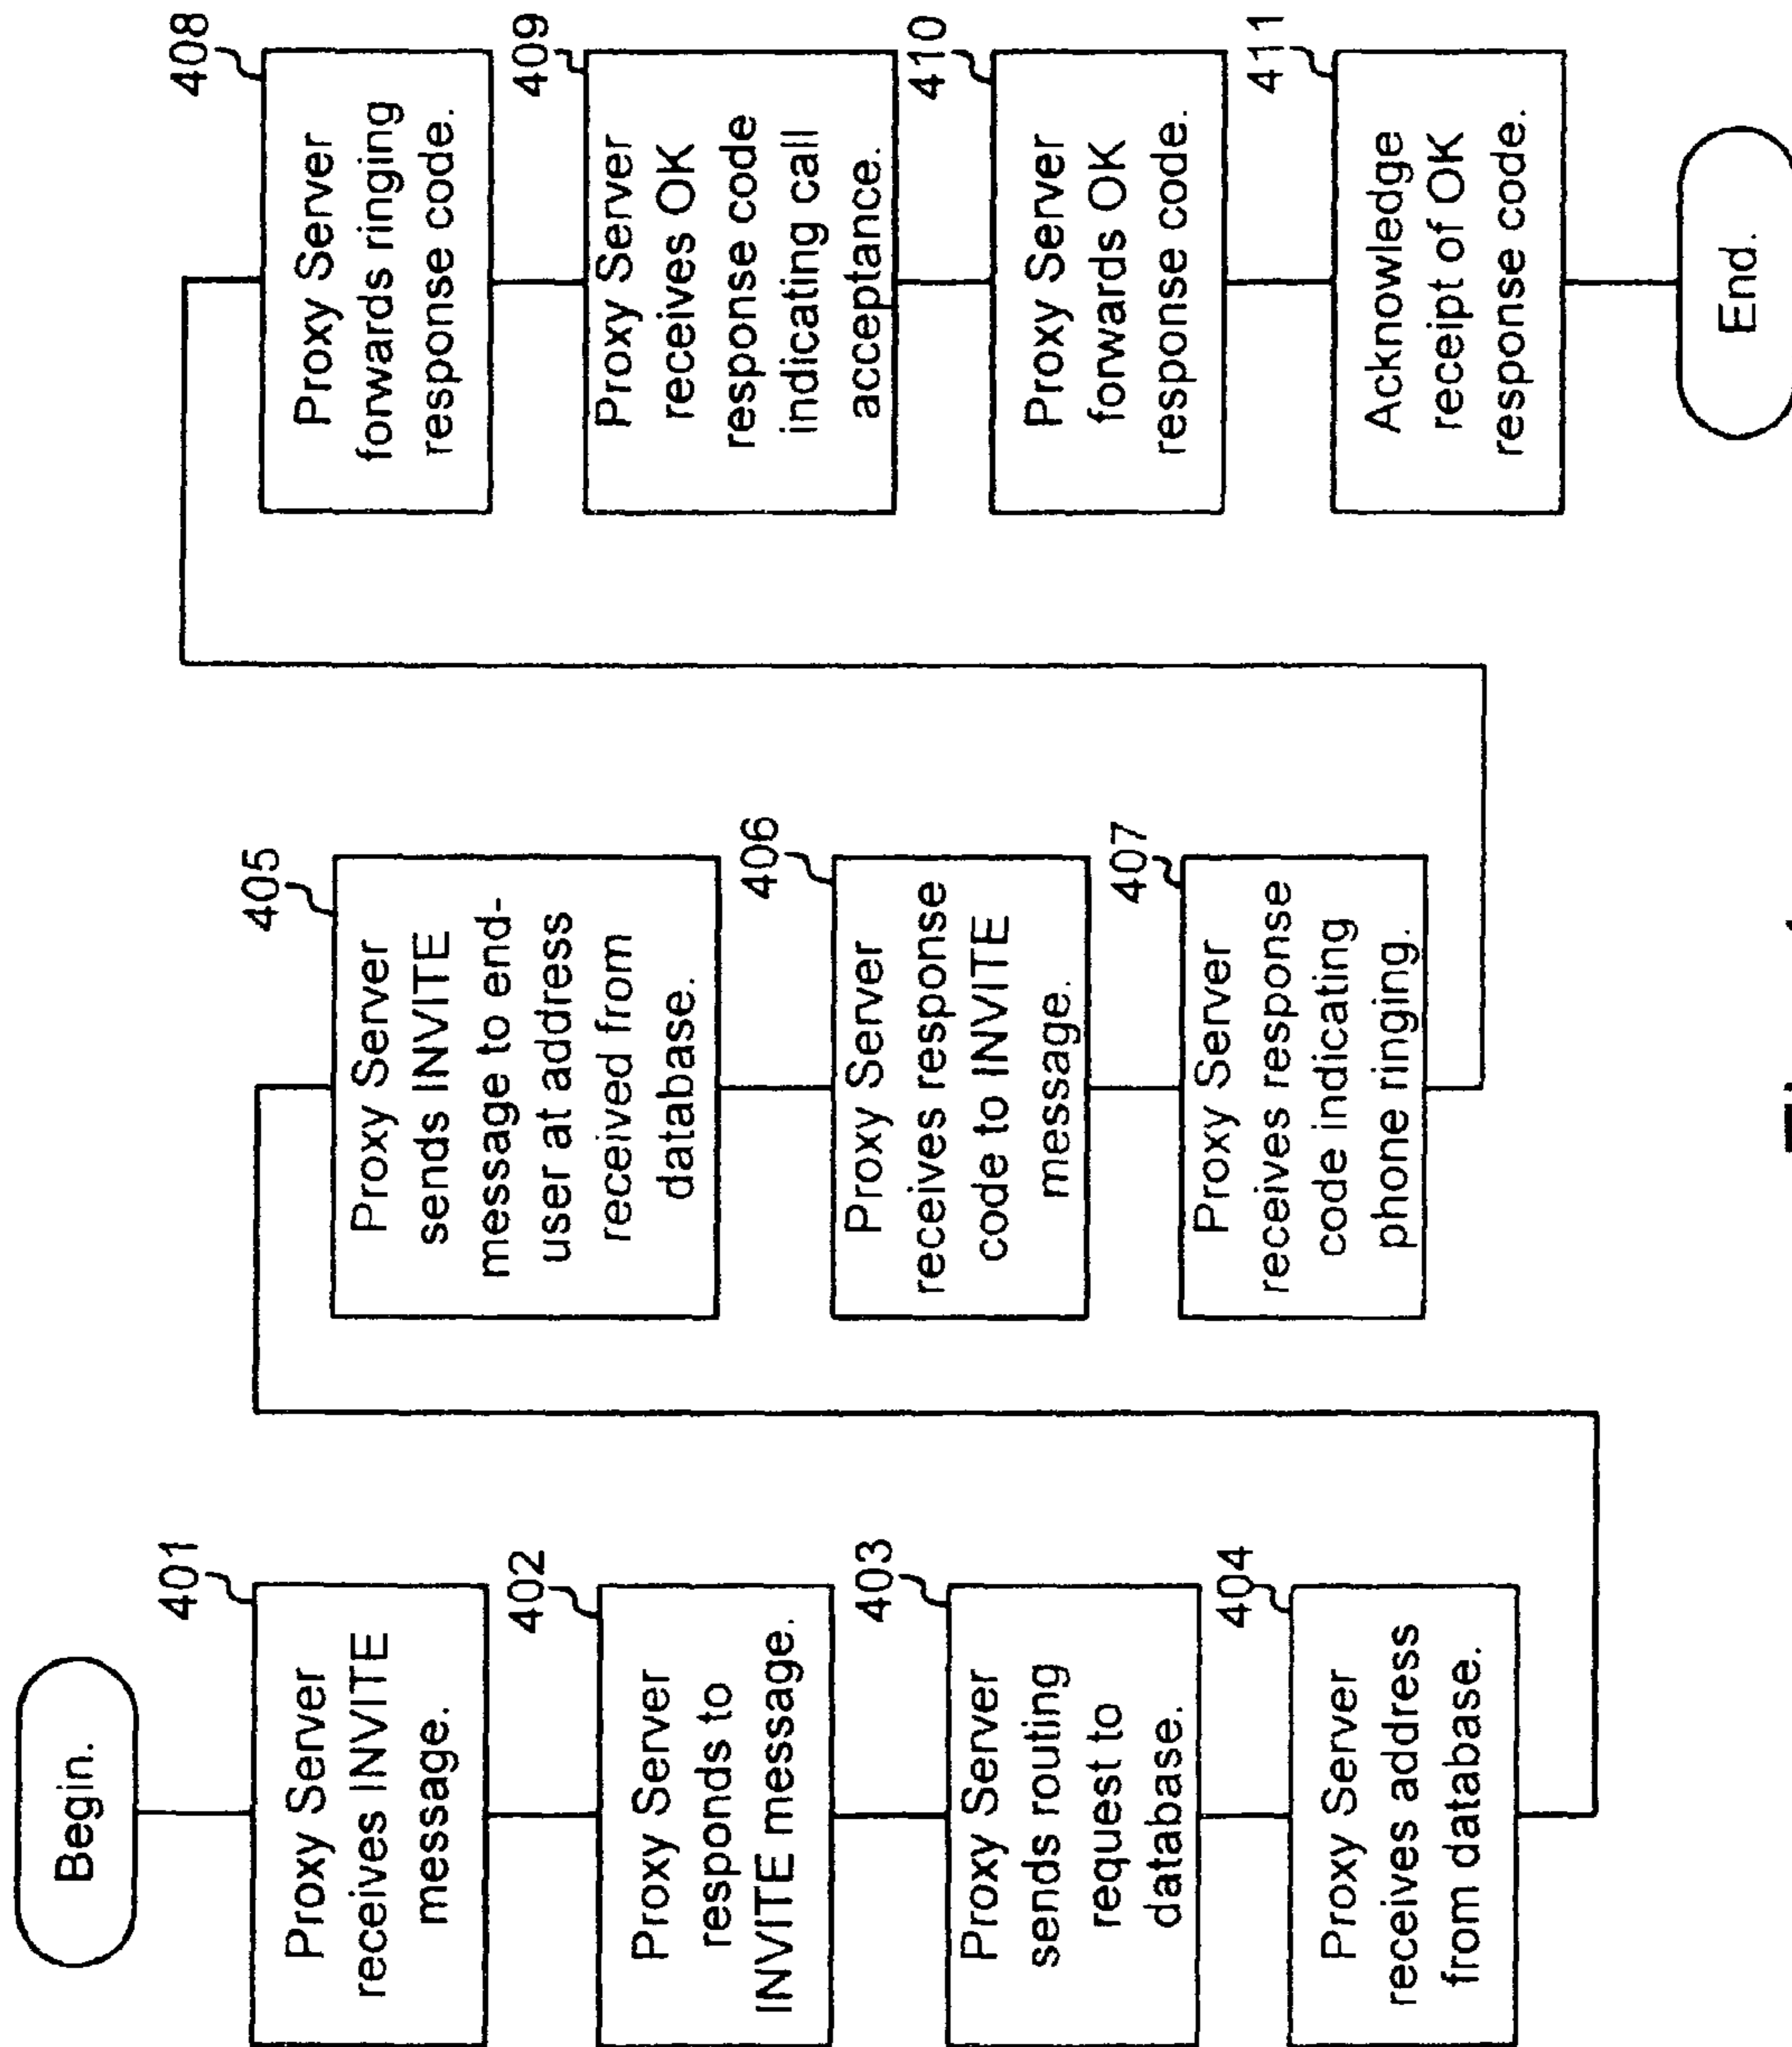 Begin.
401
Proxy Server
receives INVITE
message.
402
Proxy Server
responds to
INVITE message.
403
Proxy Server
sends routing
request to
database.
404
Proxy Server
receives address
from database.
405
Proxy Server
sends INVITE
message to end-
user at address
received from
database.
406
Proxy Server
receives response
code to INVITE
message.
407
Proxy Server
receives response
code indicating
phone ringing.
408
Proxy Server
forwards ringing
response code.
409
Proxy Server
receives OK
response code
indicating call
acceptance.
410
Proxy Server
forwards OK
response code.
411
Acknowledge
receipt of OK
response code.
End.